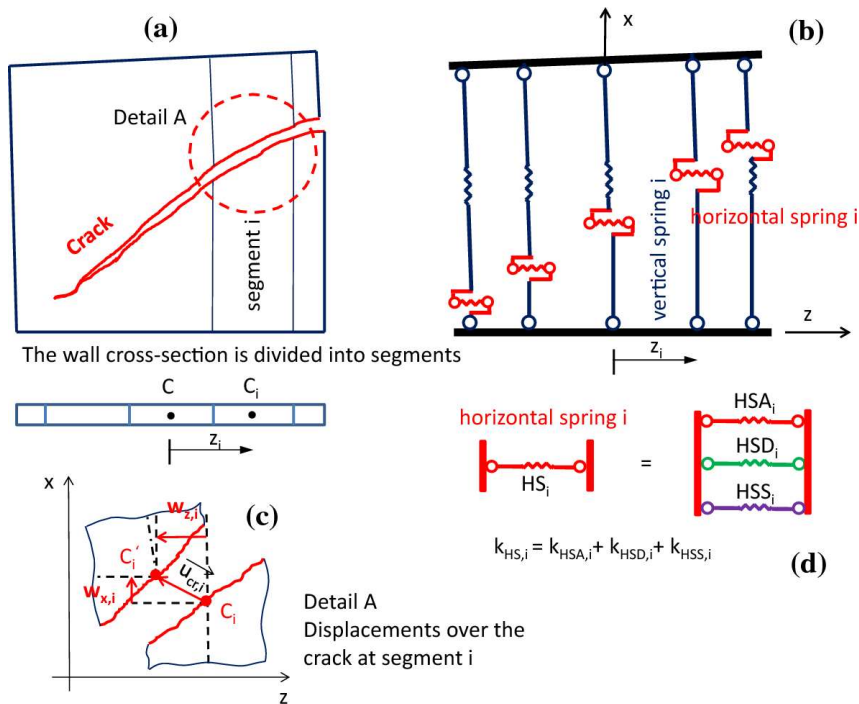 (a)
Detail A
Crack
segment i
The wall cross-section is divided into segments
C
C_i
z_i
(b)
x
vertical spring i
horizontal spring i
z
z_i
(c)
x
w_z,i
C_i′
u_cr,i
w_x,i
C_i
z
Detail A
Displacements over the
crack at segment i
(d)
horizontal spring i
HS_i
=
HSA_i
HSD_i
HSS_i
k_HS,i = k_HSA,i + k_HSD,i + k_HSS,i